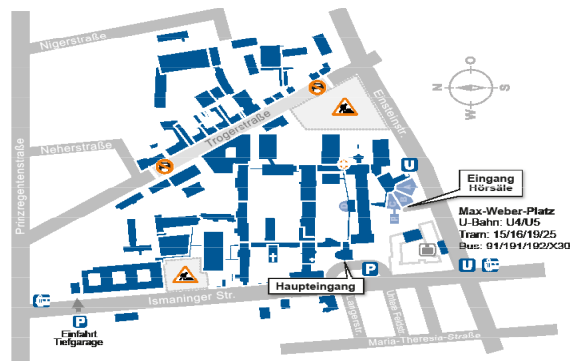 Nigerstraße
Neherstraße
Prinzregentenstraße
Trogerstraße
Einsteinstr.
N
O
S
W
U
Eingang
Hörsäle
Max-Weber-Platz
U-Bahn: U4/U5
Tram: 15/16/19/25
Bus: 91/191/192/X30
U
P
Haupteingang
Ismaninger Str.
P
Einfahrt
Tiefgarage
Langerstr.
Maria-Theresia-Straße